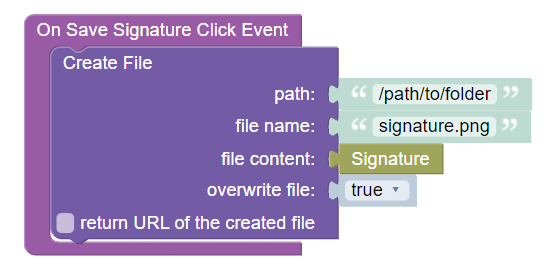 On Save Signature Click Event
Create File
path: “ /path/to/folder ”
file name: “ signature.png ”
file content: Signature
overwrite file: true ▾
return URL of the created file